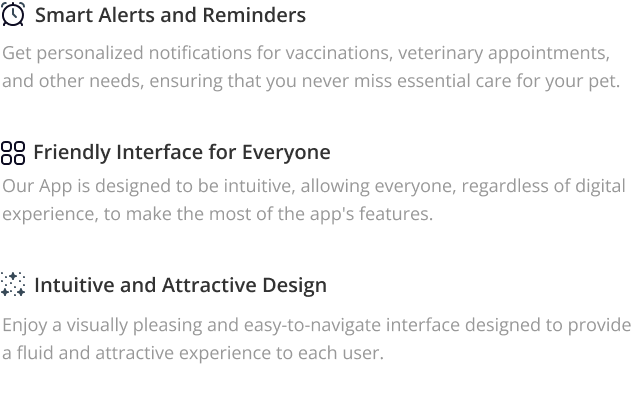 Smart Alerts and Reminders
Get personalized notifications for vaccinations, veterinary appointments,
and other needs, ensuring that you never miss essential care for your pet.
Friendly Interface for Everyone
Our App is designed to be intuitive, allowing everyone, regardless of digital
experience, to make the most of the app's features.
Intuitive and Attractive Design
Enjoy a visually pleasing and easy-to-navigate interface designed to provide
a fluid and attractive experience to each user.